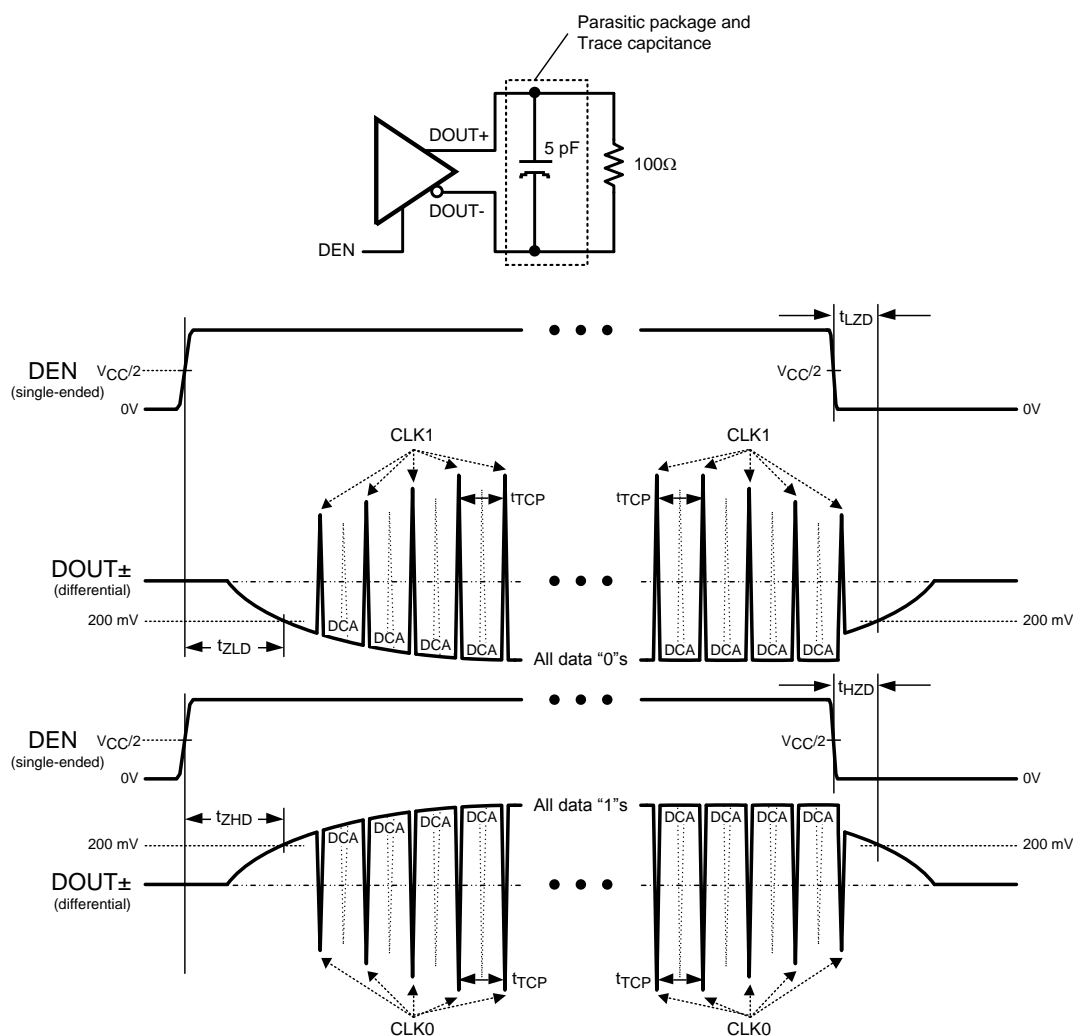 Parasitic package and
Trace capcitance
DOUT+
5 pF
100Ω
DOUT-
DEN
tLZD
DEN
(single-ended)
VCC/2
VCC/2
0V
0V
CLK1
CLK1
tTCP
tTCP
DOUT±
(differential)
200 mV
200 mV
DCA
DCA
DCA
DCA
DCA
DCA
DCA
DCA
tZLD
All data “0”s
tHZD
DEN
(single-ended)
VCC/2
VCC/2
0V
0V
All data “1”s
tZHD
DCA
DCA
DCA
DCA
DCA
DCA
DCA
DCA
200 mV
200 mV
DOUT±
(differential)
tTCP
tTCP
CLK0
CLK0